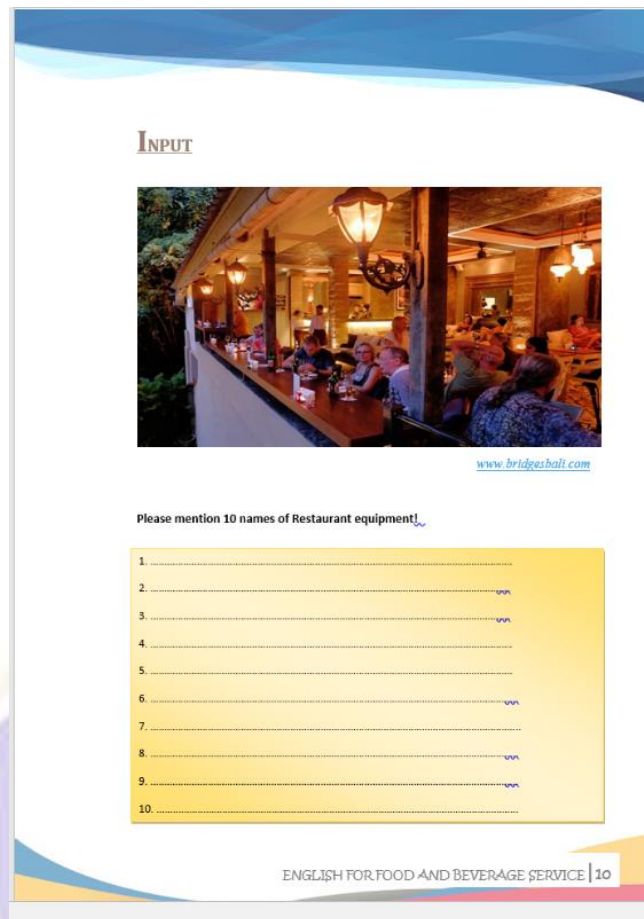 INPUT
www.bridgesbali.com
Please mention 10 names of Restaurant equipment!
1. ........................................................................................................
2. ........................................................................................................
3. ........................................................................................................
4. ........................................................................................................
5. ........................................................................................................
6. ........................................................................................................
7. ........................................................................................................
8. ........................................................................................................
9. ........................................................................................................
10. ........................................................................................................
ENGLISH FOR FOOD AND BEVERAGE SERVICE | 10